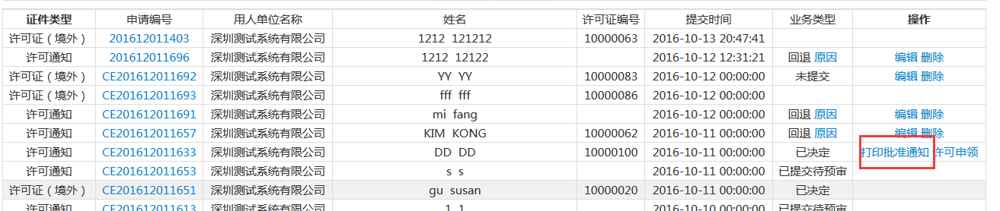 证件类型 申请编号 用人单位名称 姓名 许可证编号 提交时间 业务类型 操作
许可证（境外） 201612011403 深圳测试系统有限公司 1212 121212 10000063 2016-10-13 20:47:41
许可通知 201612011696 深圳测试系统有限公司 1212 12122 2016-10-12 12:31:21 回退 原因 编辑 删除
许可证（境外） CE201612011692 深圳测试系统有限公司 YY YY 10000083 2016-10-12 00:00:00 未提交 编辑 删除
许可证（境外） CE201612011693 深圳测试系统有限公司 fff fff 10000086 2016-10-12 00:00:00
许可通知 CE201612011691 深圳测试系统有限公司 mi fang 2016-10-12 00:00:00 回退 原因 编辑 删除
许可通知 CE201612011657 深圳测试系统有限公司 KIM KONG 10000062 2016-10-11 00:00:00 回退 原因 编辑 删除
许可通知 CE201612011633 深圳测试系统有限公司 DD DD 10000100 2016-10-11 00:00:00 已决定 打印批准通知 许可申领
许可通知 CE201612011653 深圳测试系统有限公司 s s 2016-10-11 00:00:00 已提交待预审
许可证（境外） CE201612011651 深圳测试系统有限公司 gu susan 10000020 2016-10-11 00:00:00 已决定
许可通知 CE201612011613 深圳测试系统有限公司 1 1 2016-10-10 00:00:00 已提交待预审